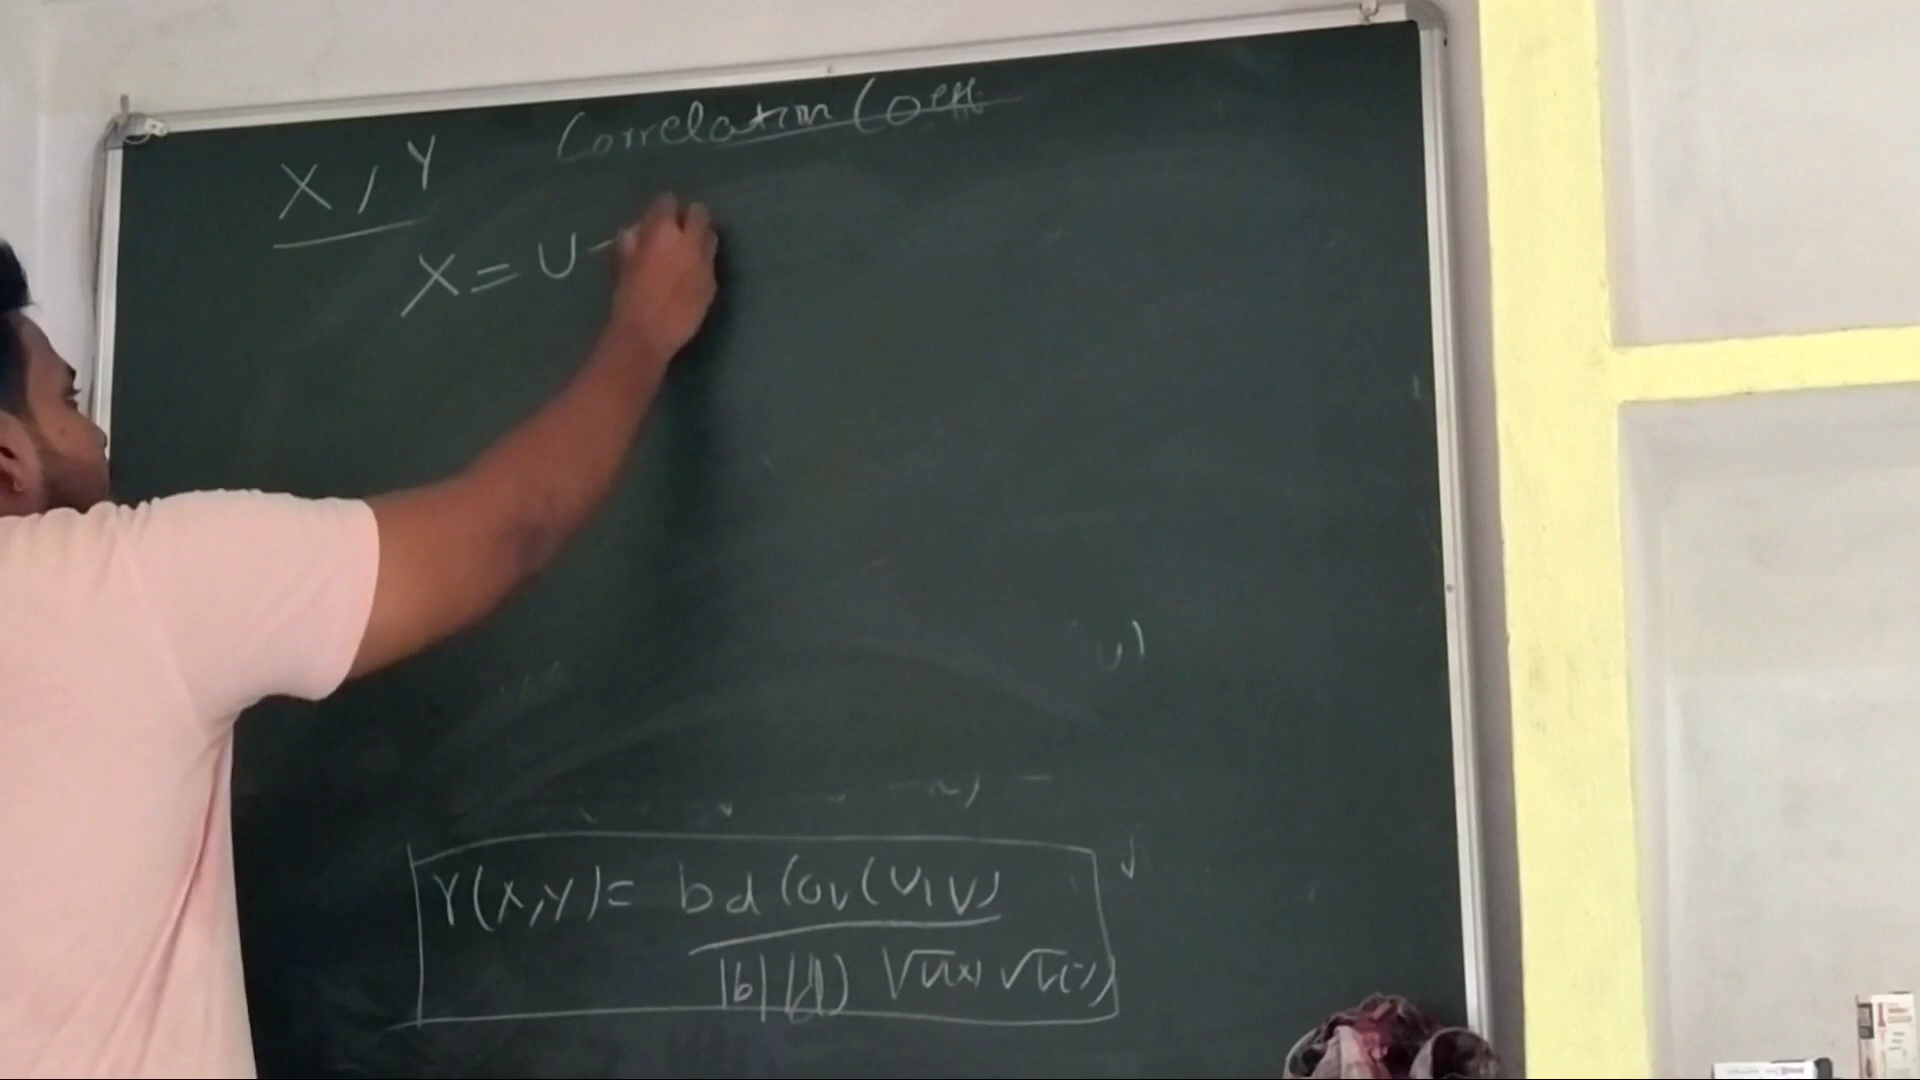 Correlation Coeff
X, Y
X = U -
u)
r(X,Y) = bd Cov(U,V)
|b| |d|